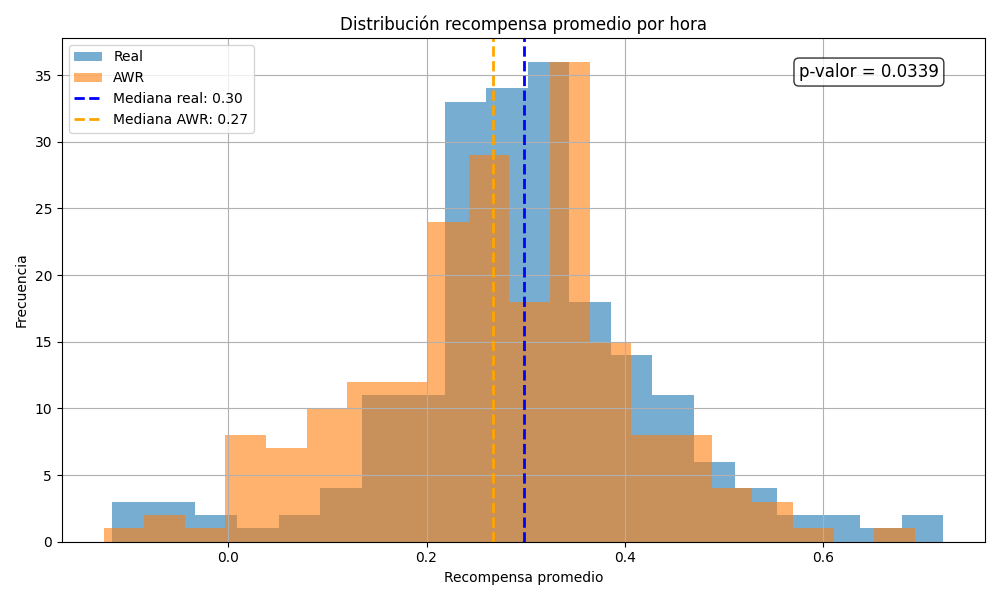 Distribución recompensa promedio por hora
Real
AWR
Mediana real: 0.30
Mediana AWR: 0.27
p-valor = 0.0339
Frecuencia
35
30
25
20
15
10
5
0
0.0 0.2 0.4 0.6
Recompensa promedio